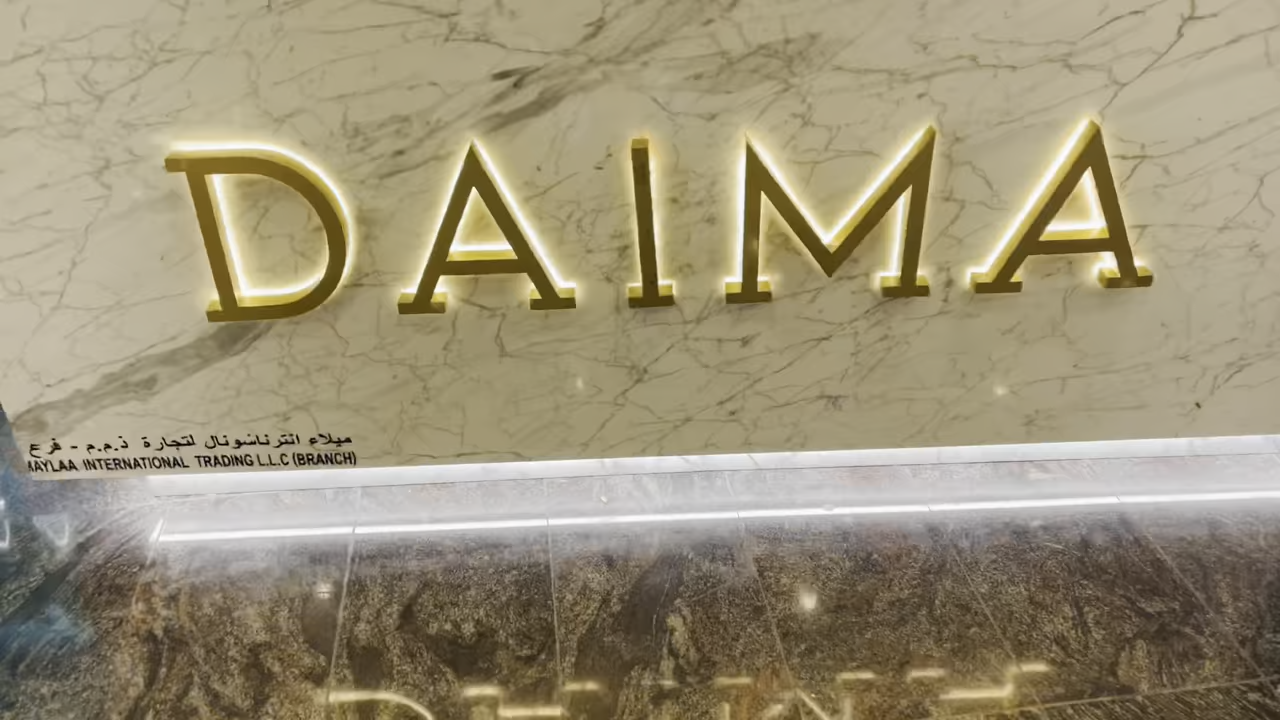 DAIMA
ميلاء انترناشونال لتجارة ذ.م.م - فرع
MAYLAA INTERNATIONAL TRADING L.L.C (BRANCH)